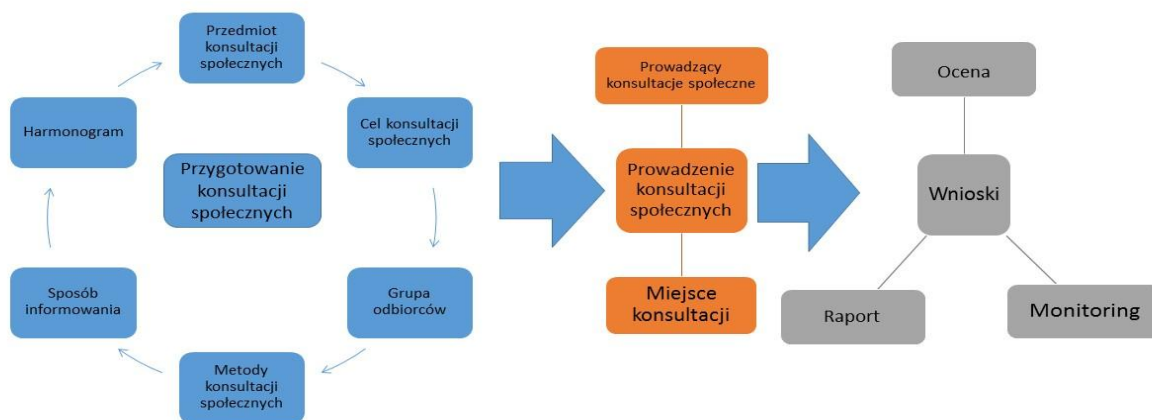 Przedmiot
konsultacji
społecznych
Cel konsultacji
społecznych
Grupa
odbiorców
Metody
konsultacji
społecznych
Sposób
informowania
Harmonogram
Przygotowanie
konsultacji
społecznych
Prowadzący
konsultacje społeczne
Prowadzenie
konsultacji
społecznych
Miejsce
konsultacji
Ocena
Wnioski
Raport
Monitoring